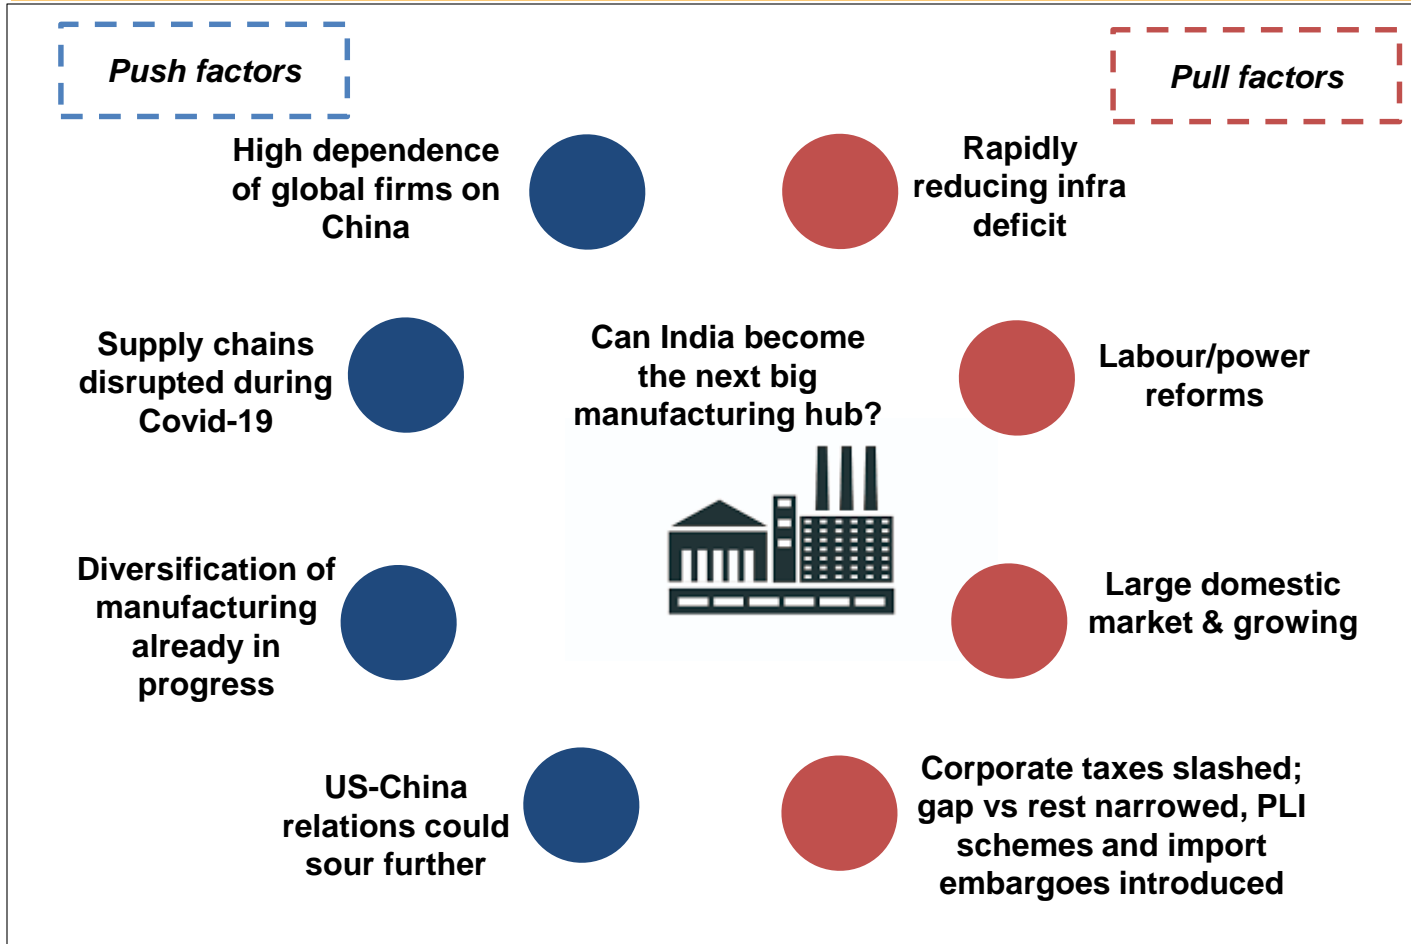 Push factors
Pull factors
High dependence
of global firms on
China
Rapidly
reducing infra
deficit
Supply chains
disrupted during
Covid-19
Can India become
the next big
manufacturing hub?
Labour/power
reforms
Diversification of
manufacturing
already in
progress
Large domestic
market & growing
US-China
relations could
sour further
Corporate taxes slashed;
gap vs rest narrowed, PLI
schemes and import
embargoes introduced